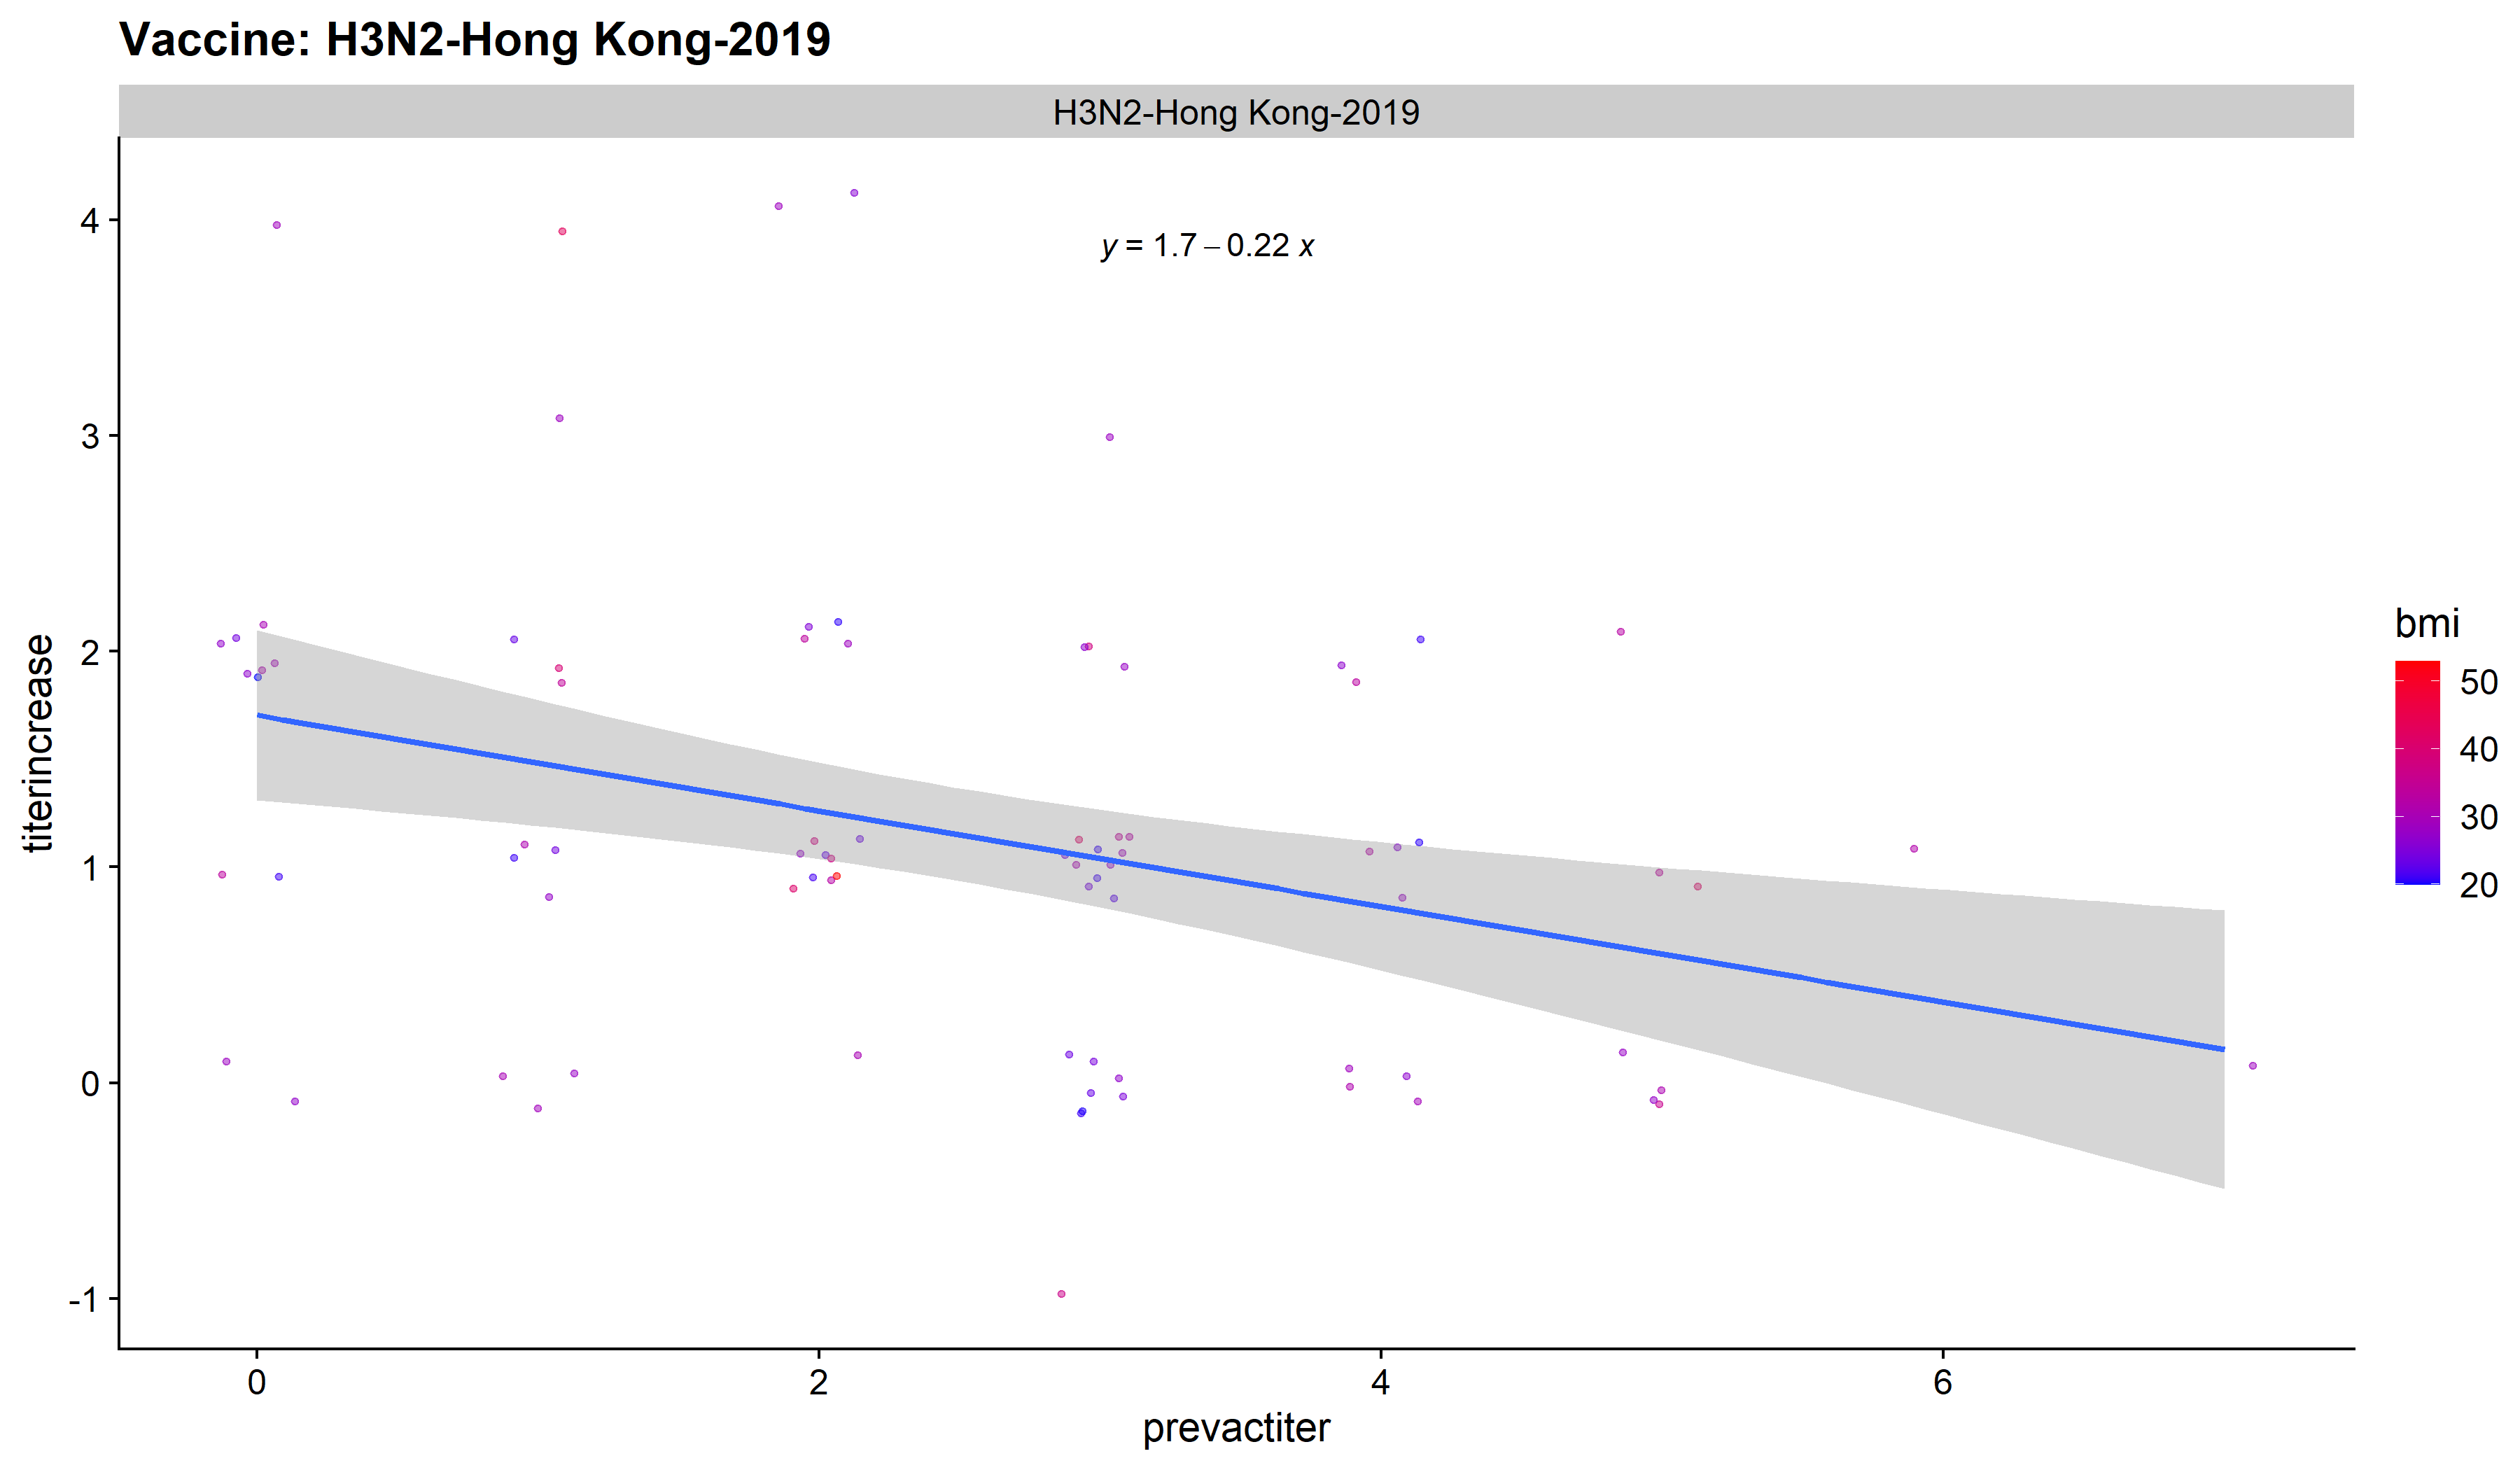 Vaccine: H3N2-Hong Kong-2019
H3N2-Hong Kong-2019
y = 1.7 – 0.22 x
titerincrease
4
3
2
1
0
-1
0
2
4
6
prevactiter
bmi
50
40
30
20